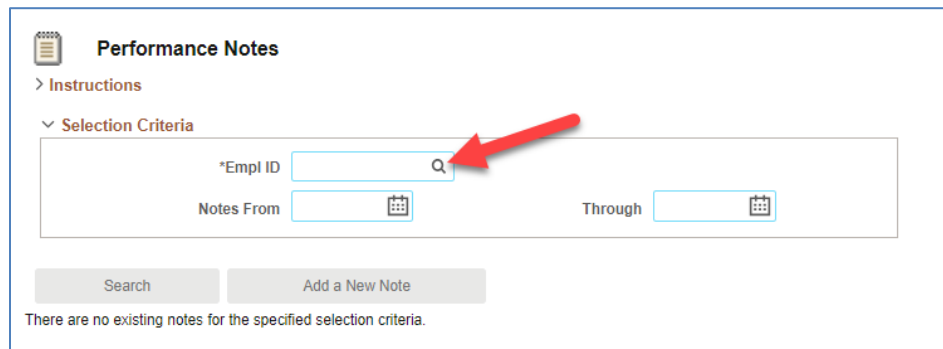 Performance Notes
Instructions
Selection Criteria
*Empl ID
Notes From Through
Search Add a New Note
There are no existing notes for the specified selection criteria.